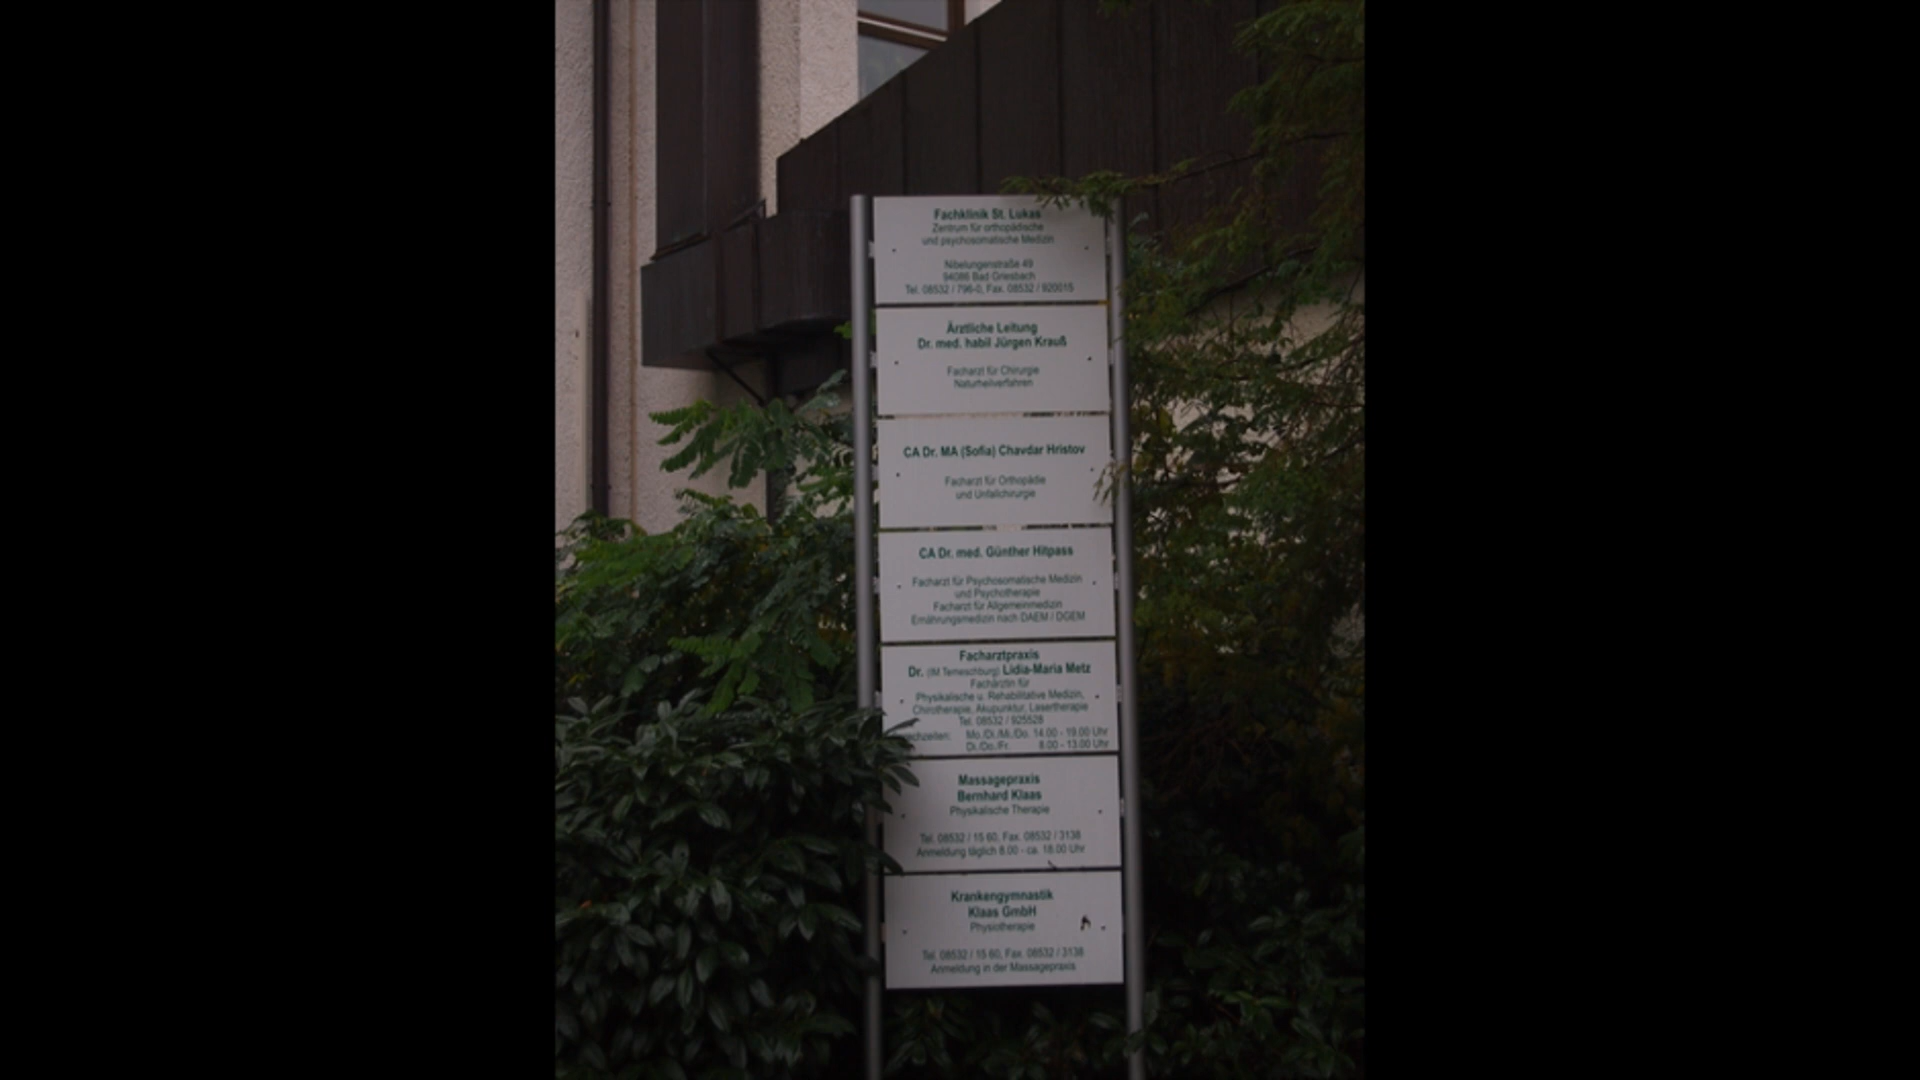 Fachklinik St. Lukas
Zentrum für orthopädische
und psychosomatische Medizin
Nibelungenstraße 49
94086 Bad Griesbach
Tel. 08532 / 796-0, Fax. 08532 / 920015
Ärztliche Leitung
Dr. med. habil Jürgen Krauß
Facharzt für Chirurgie
Naturheilverfahren
CA Dr. MA (Sofia) Chavdar Hristov
Facharzt für Orthopädie
und Unfallchirurgie
CA Dr. med. Günther Hilpass
Facharzt für Psychosomatische Medizin
und Psychotherapie
Facharzt für Allgemeinmedizin
Ernährungsmedizin nach DAEM / DGEM
Facharztpraxis
Dr. (IM Temeschburg) Lidia-Maria Metz
Fachärztin für
Physikalische u. Rehabilitative Medizin,
Chirotherapie, Akupunktur, Lasertherapie
Tel. 08532 / 925528
Mo./Di./Mi./Do. 14.00 - 19.00 Uhr
Di./Do./Fr. 8.00 - 13.00 Uhr
Massagepraxis
Bernhard Klaas
Physikalische Therapie
Tel. 08532 / 15 60, Fax. 08532 / 3138
Anmeldung täglich 8.00 - ca. 18.00 Uhr
Krankengymnastik
Klaas GmbH
Physiotherapie
Tel. 08532 / 15 60, Fax. 08532 / 3138
Anmeldung in der Massagepraxis